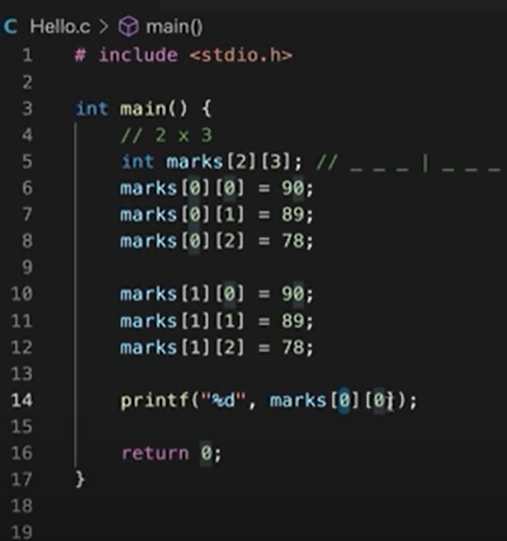 C Hello.c > main()
1 # include <stdio.h>
2
3 int main() {
4 // 2 x 3
5 int marks[2][3]; // _ _ _ | _ _ _
6 marks[0][0] = 90;
7 marks[0][1] = 89;
8 marks[0][2] = 78;
9
10 marks[1][0] = 90;
11 marks[1][1] = 89;
12 marks[1][2] = 78;
13
14 printf("%d", marks[0][0]);
15
16 return 0;
17 }
18
19